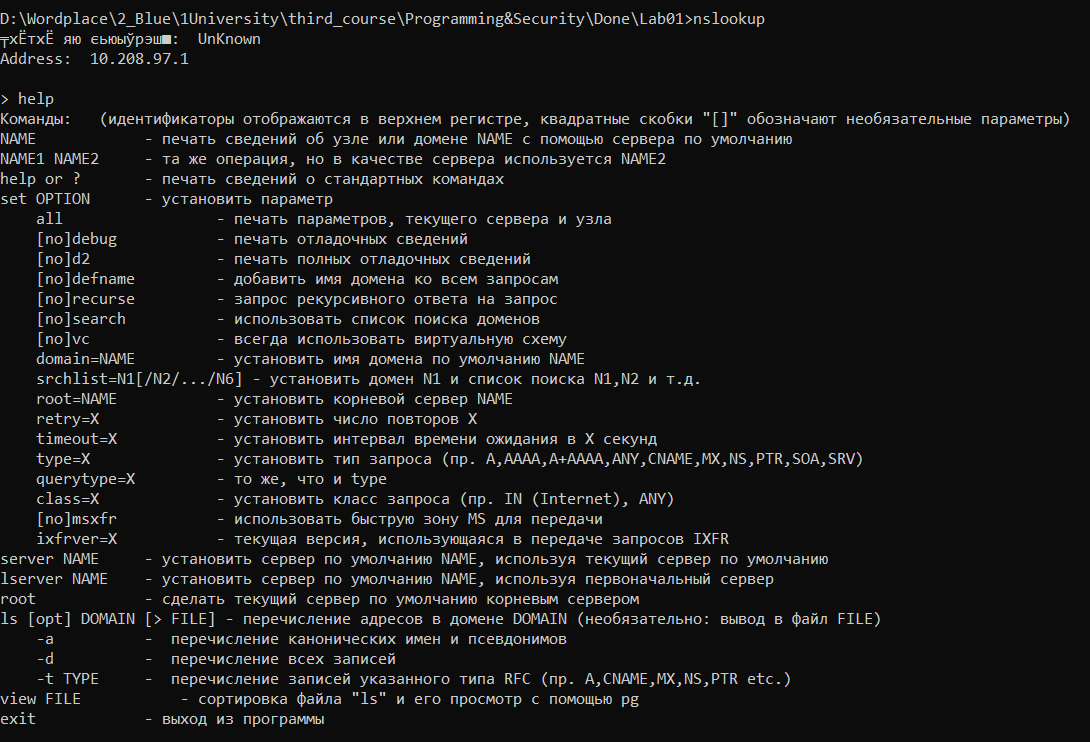 D:\Wordplace\2_Blue\1University\third_course\Programming&Security\Done\Lab01>nslookup
╤хЁтхЁ яю єьюыўрэш■:  UnKnown
Address:  10.208.97.1

> help
Команды:   (идентификаторы отображаются в верхнем регистре, квадратные скобки "[]" обозначают необязательные параметры)
NAME            - печать сведений об узле или домене NAME с помощью сервера по умолчанию
NAME1 NAME2     - та же операция, но в качестве сервера используется NAME2
help or ?       - печать сведений о стандартных командах
set OPTION      - установить параметр
    all                 - печать параметров, текущего сервера и узла
    [no]debug           - печать отладочных сведений
    [no]d2              - печать полных отладочных сведений
    [no]defname         - добавить имя домена ко всем запросам
    [no]recurse         - запрос рекурсивного ответа на запрос
    [no]search          - использовать список поиска доменов
    [no]vc              - всегда использовать виртуальную схему
    domain=NAME         - установить имя домена по умолчанию NAME
    srchlist=N1[/N2/.../N6] - установить домен N1 и список поиска N1,N2 и т.д.
    root=NAME           - установить корневой сервер NAME
    retry=X             - установить число повторов X
    timeout=X           - установить интервал времени ожидания в X секунд
    type=X              - установить тип запроса (пр. A,AAAA,A+AAAA,ANY,CNAME,MX,NS,PTR,SOA,SRV)
    querytype=X         - то же, что и type
    class=X             - установить класс запроса (пр. IN (Internet), ANY)
    [no]msxfr           - использовать быструю зону MS для передачи
    ixfrver=X           - текущая версия, использующаяся в передаче запросов IXFR
server NAME     - установить сервер по умолчанию NAME, используя текущий сервер по умолчанию
lserver NAME    - установить сервер по умолчанию NAME, используя первоначальный сервер
root            - сделать текущий сервер по умолчанию корневым сервером
ls [opt] DOMAIN [> FILE] - перечисление адресов в домене DOMAIN (необязательно: вывод в файл FILE)
    -a          -  перечисление канонических имен и псевдонимов
    -d          -  перечисление всех записей
    -t TYPE     -  перечисление записей указанного типа RFC (пр. A,CNAME,MX,NS,PTR etc.)
view FILE           - сортировка файла "ls" и его просмотр с помощью pg
exit            - выход из программы